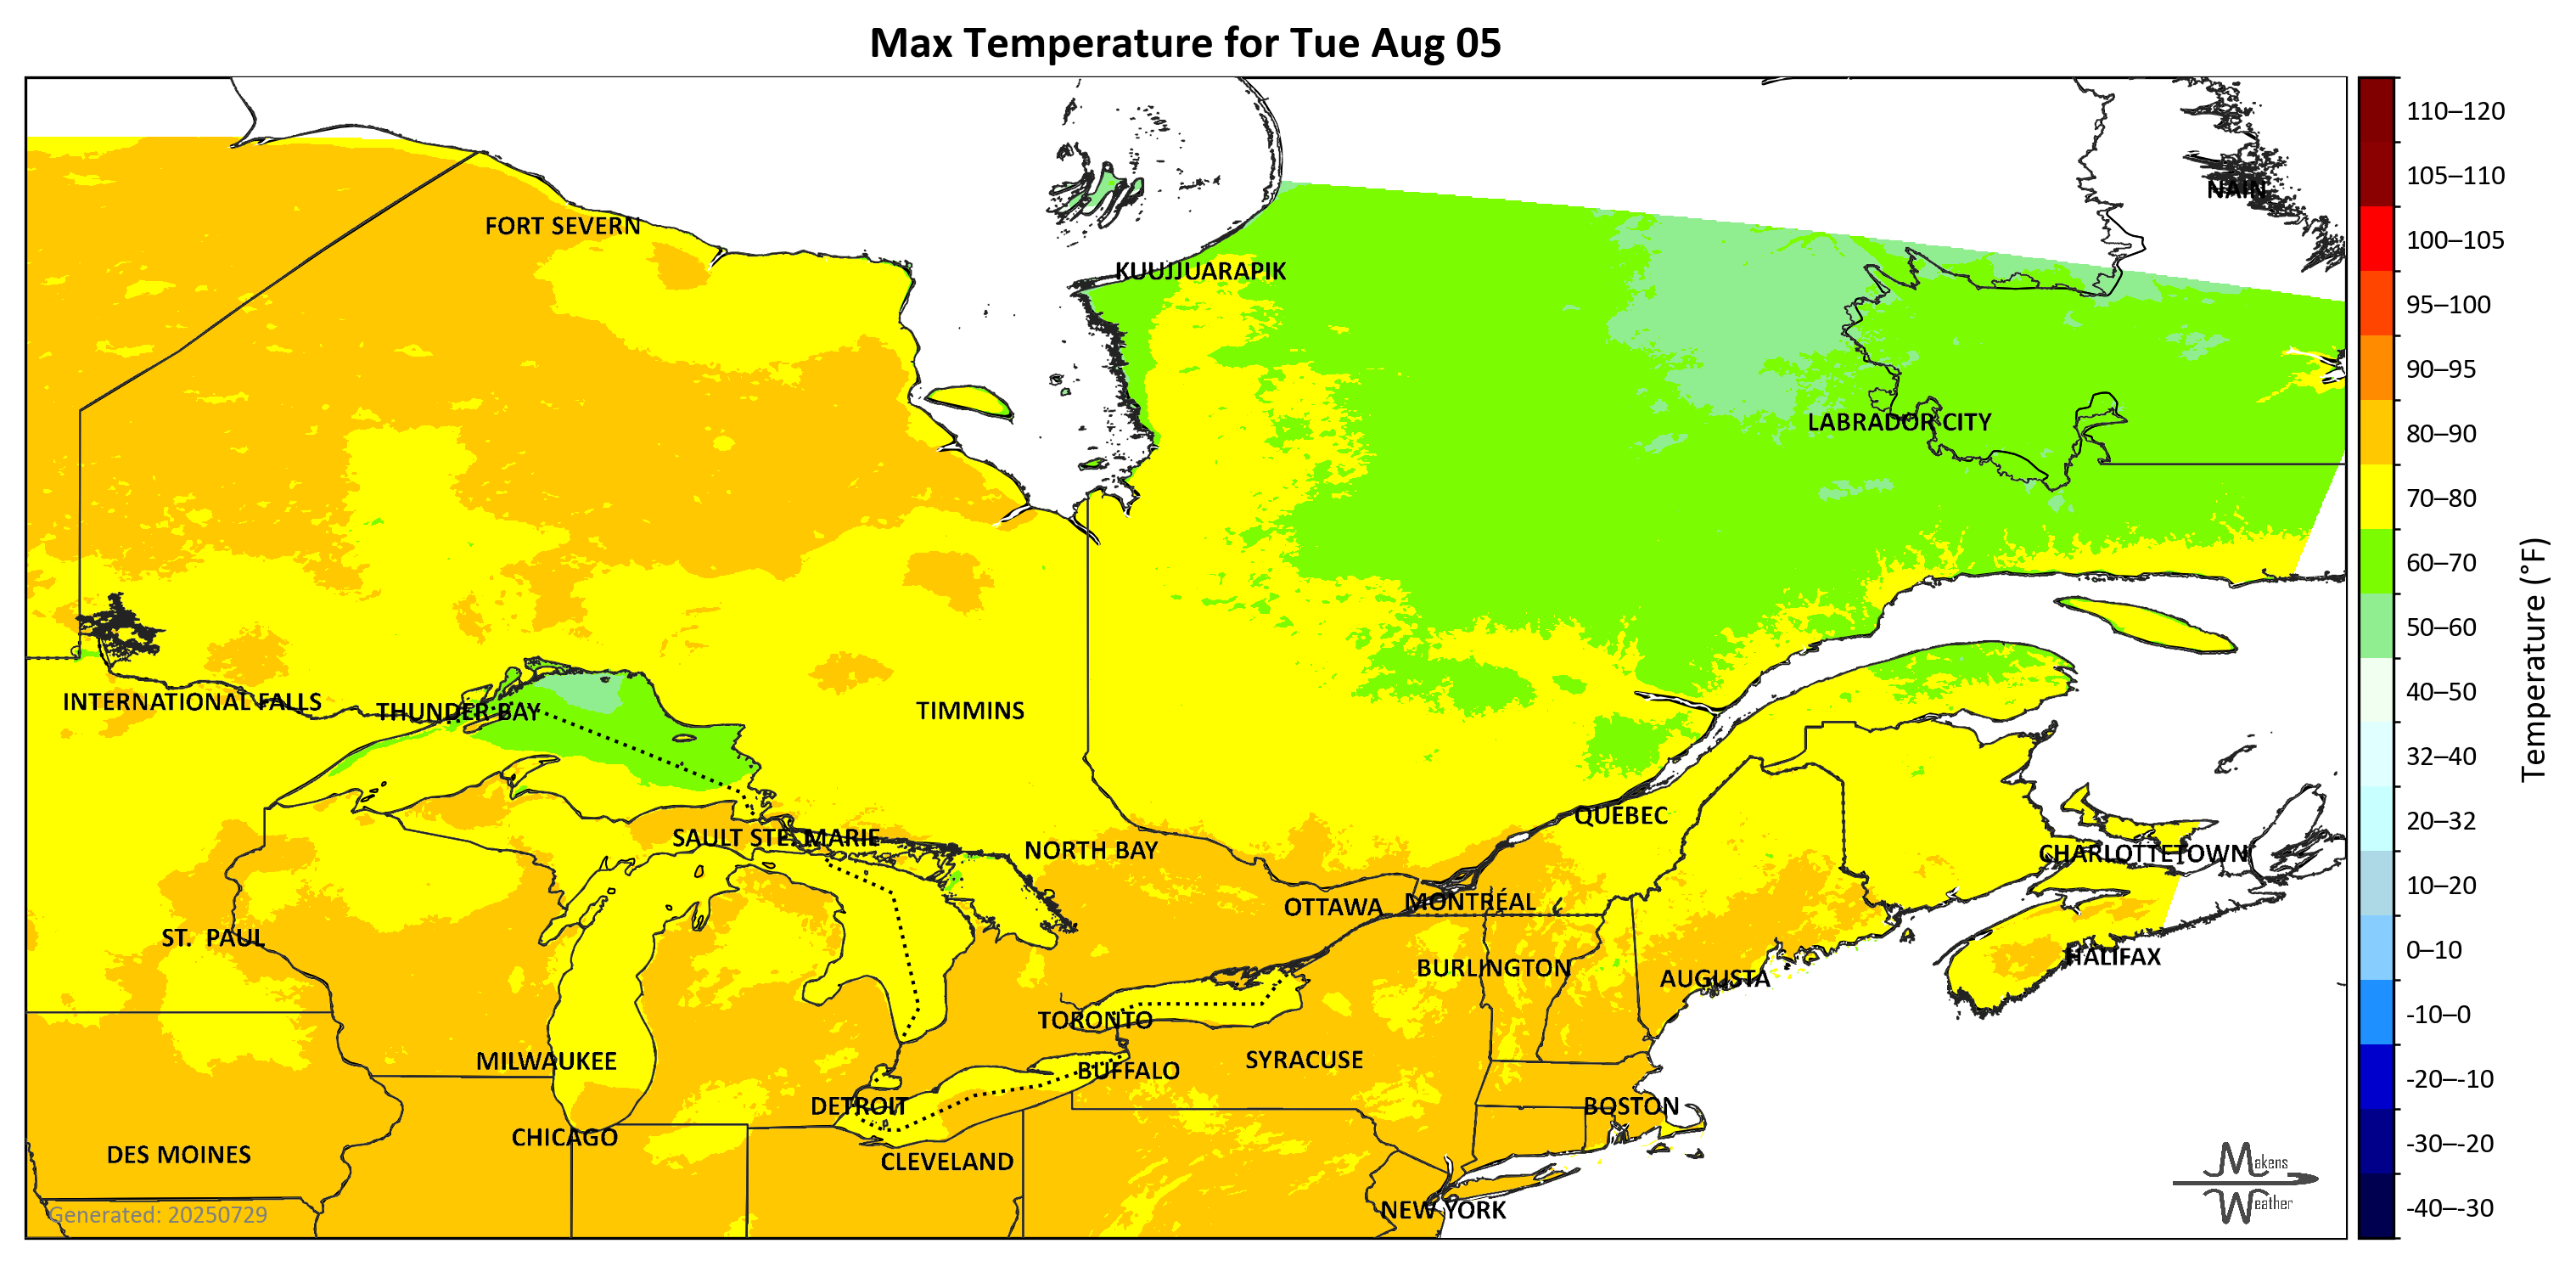 Max Temperature for Tue Aug 05
NAIN
FORT SEVERN
KUUJJUARAPIK
LABRADOR CITY
INTERNATIONAL FALLS
THUNDER BAY
TIMMINS
QUEBEC
SAULT STE. MARIE
NORTH BAY
CHARLOTTETOWN
OTTAWA
MONTRÉAL
ST. PAUL
HALIFAX
BURLINGTON
AUGUSTA
TORONTO
MILWAUKEE
SYRACUSE
BUFFALO
DETROIT
BOSTON
CHICAGO
DES MOINES
CLEVELAND
NEW YORK
Generated: 20250729
Makens
Weather
110–120
105–110
100–105
95–100
90–95
80–90
70–80
60–70
50–60
40–50
32–40
20–32
10–20
0–10
-10–0
-20–-10
-30–-20
-40–-30
Temperature (°F)